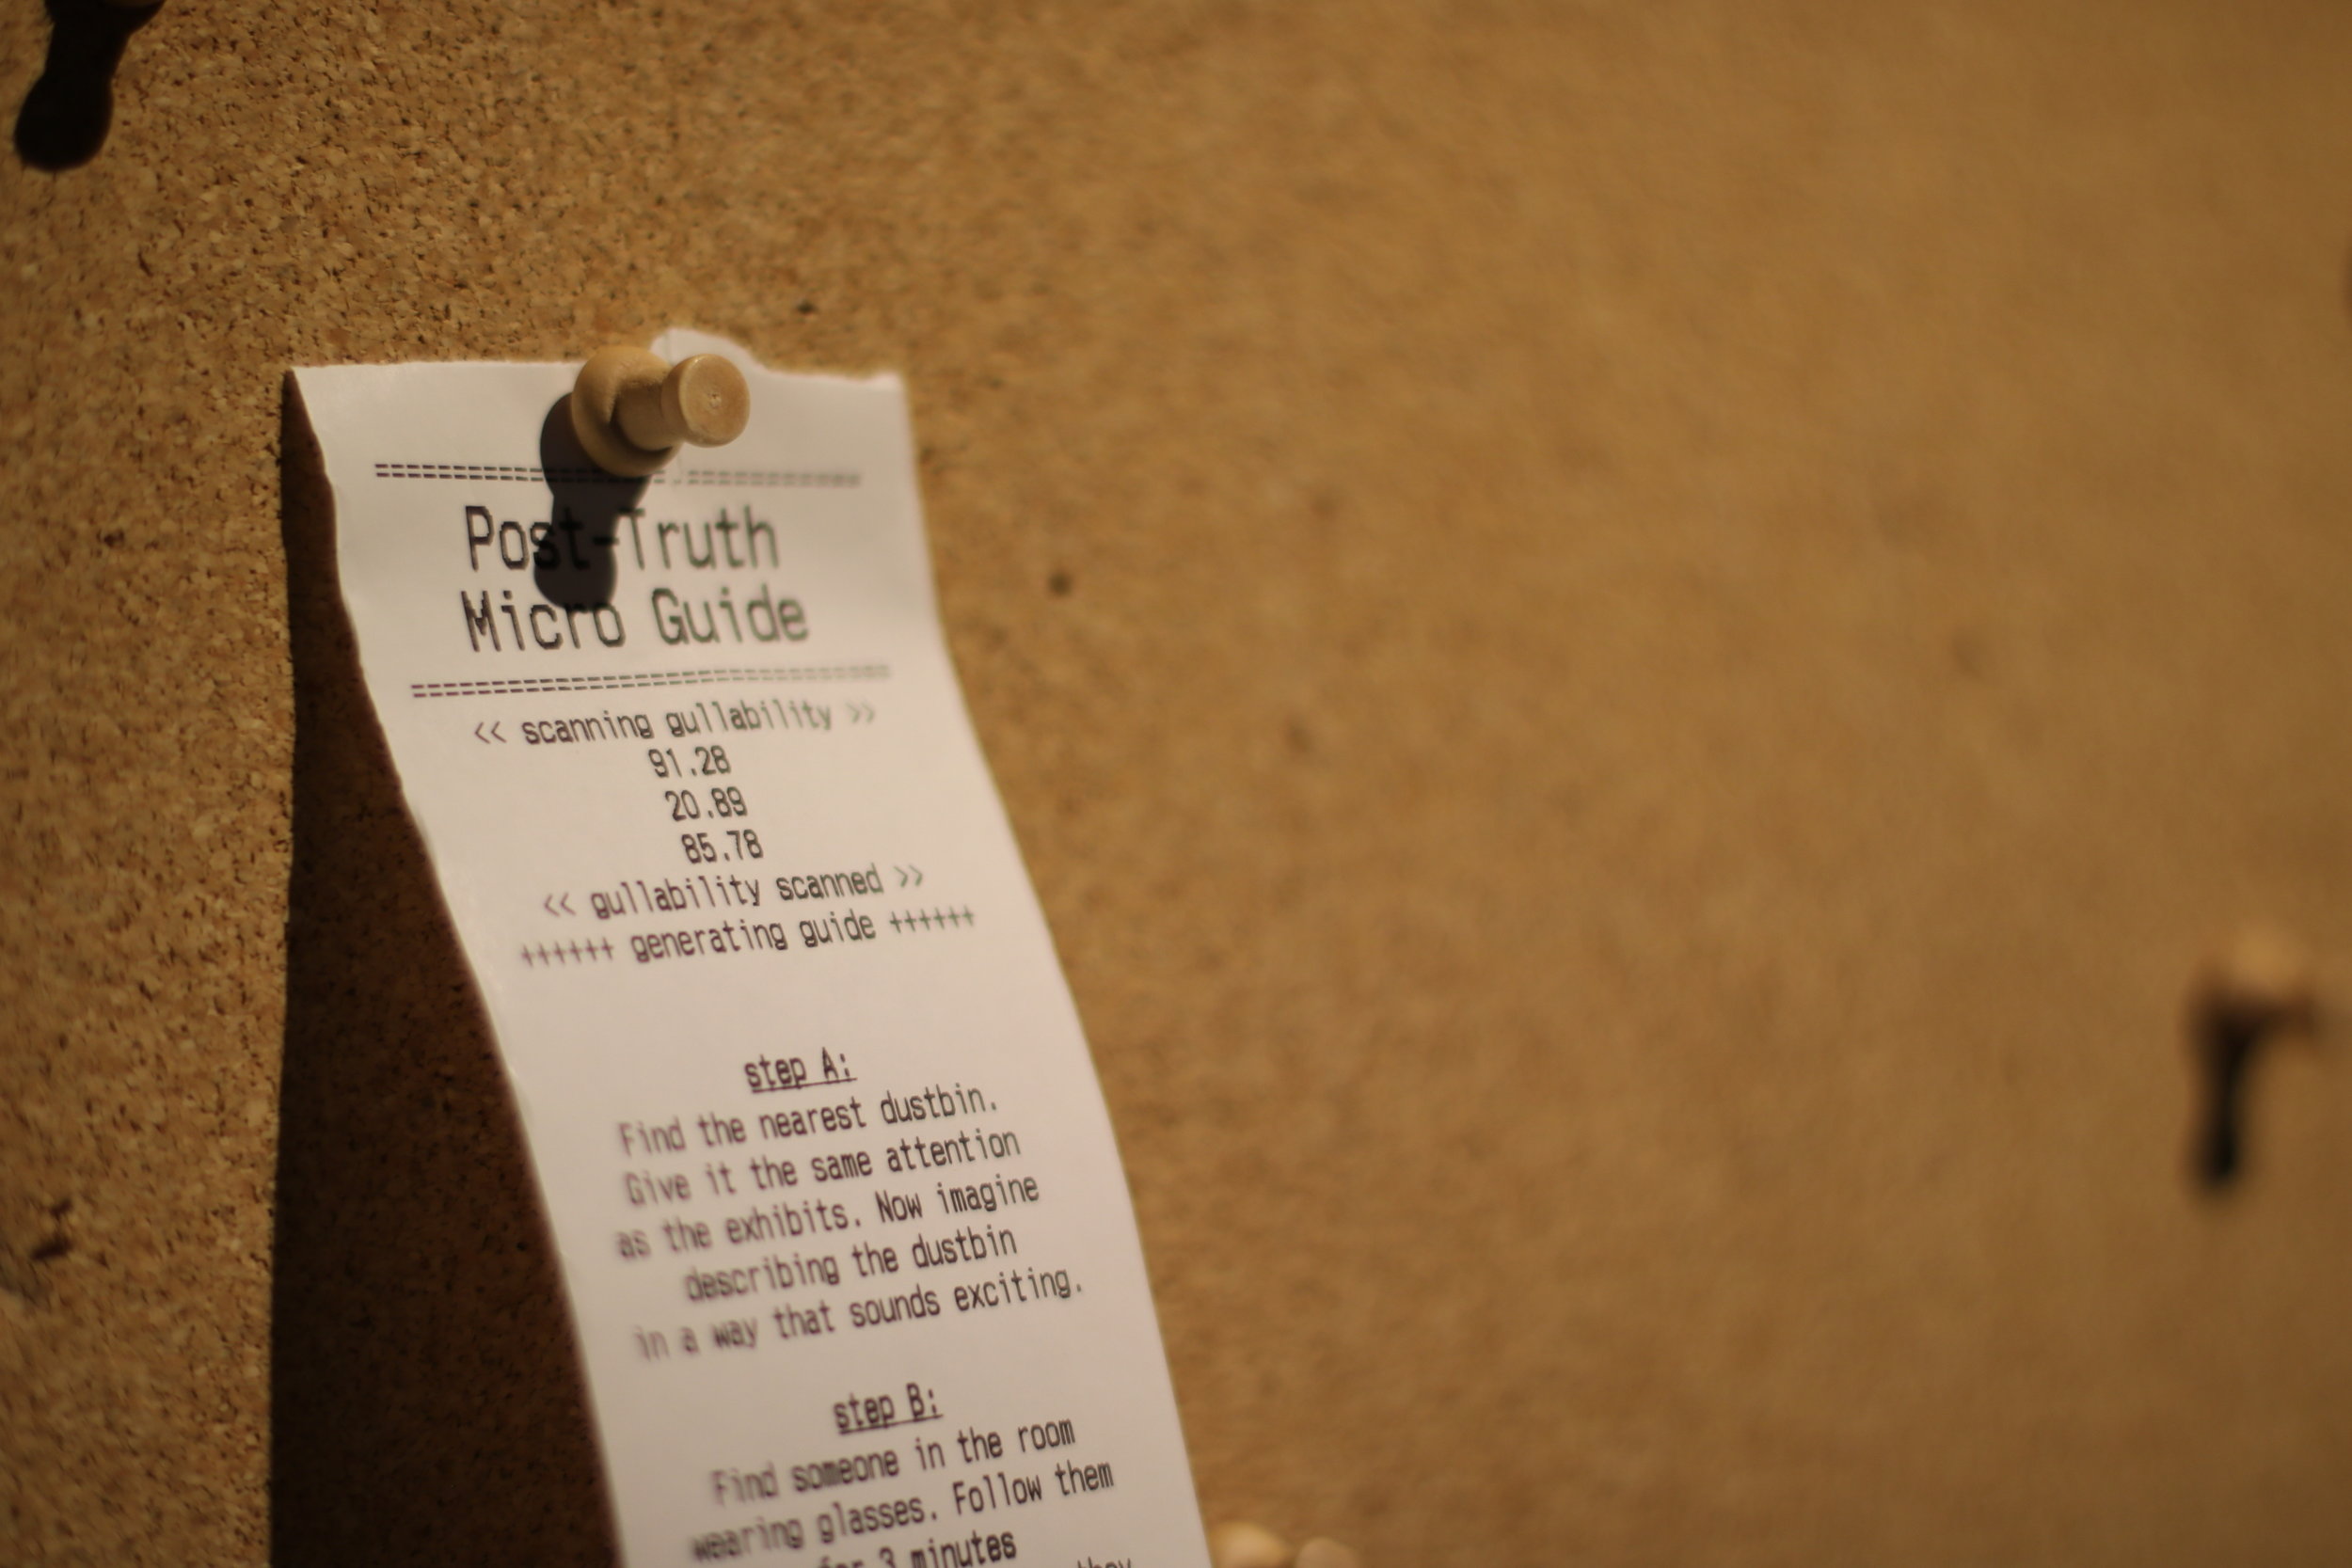 ==============================
Post-Truth
Micro Guide
==============================
<< scanning gullability >>
91.28
20.89
85.78
<< gullability scanned >>
++++++ generating guide ++++++
step A:
Find the nearest dustbin.
Give it the same attention
as the exhibits. Now imagine
describing the dustbin
in a way that sounds exciting.
step B:
Find someone in the room
wearing glasses. Follow them
for 3 minutes
they